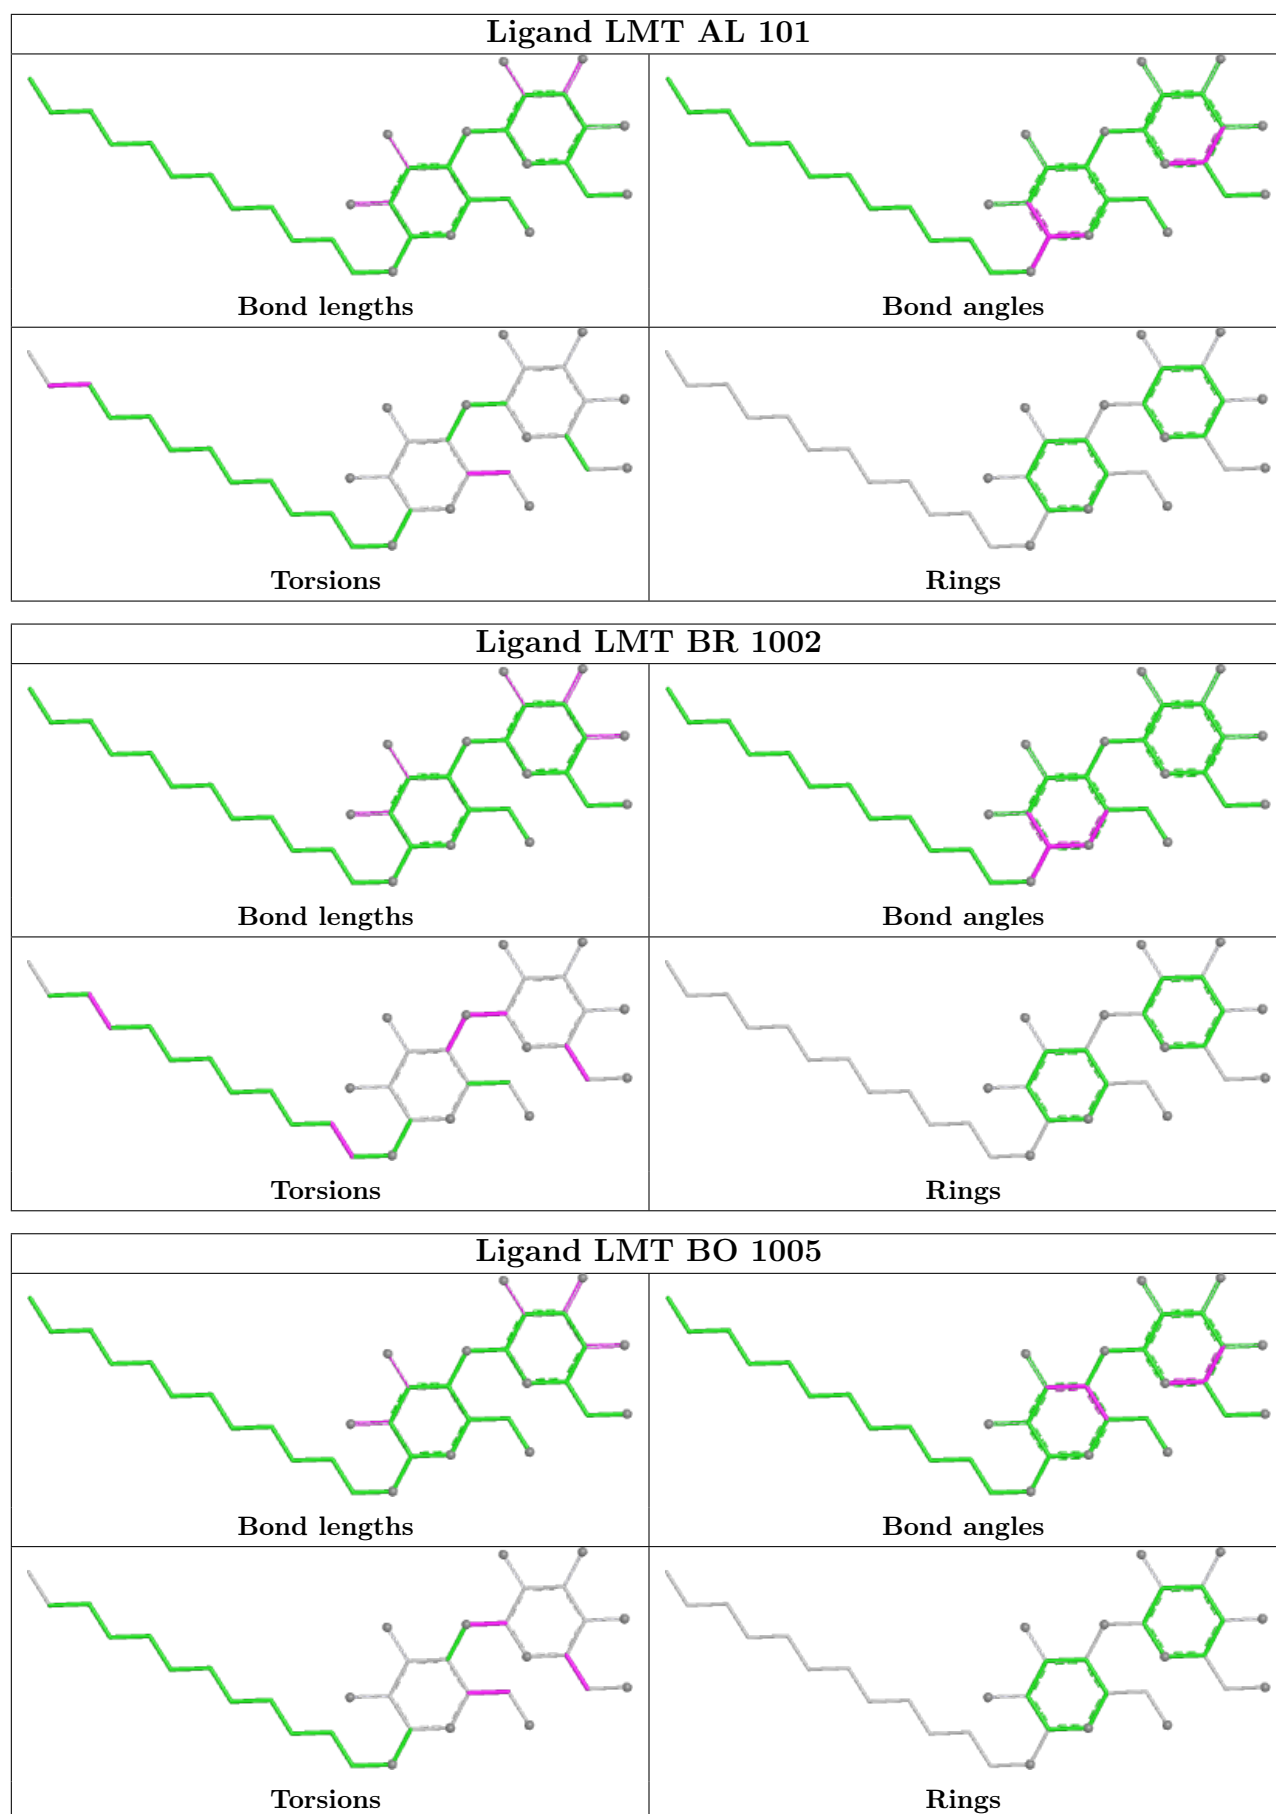 Ligand LMT AL 101
Bond lengths
Bond angles
Torsions
Rings
Ligand LMT BR 1002
Bond lengths
Bond angles
Torsions
Rings
Ligand LMT BO 1005
Bond lengths
Bond angles
Torsions
Rings